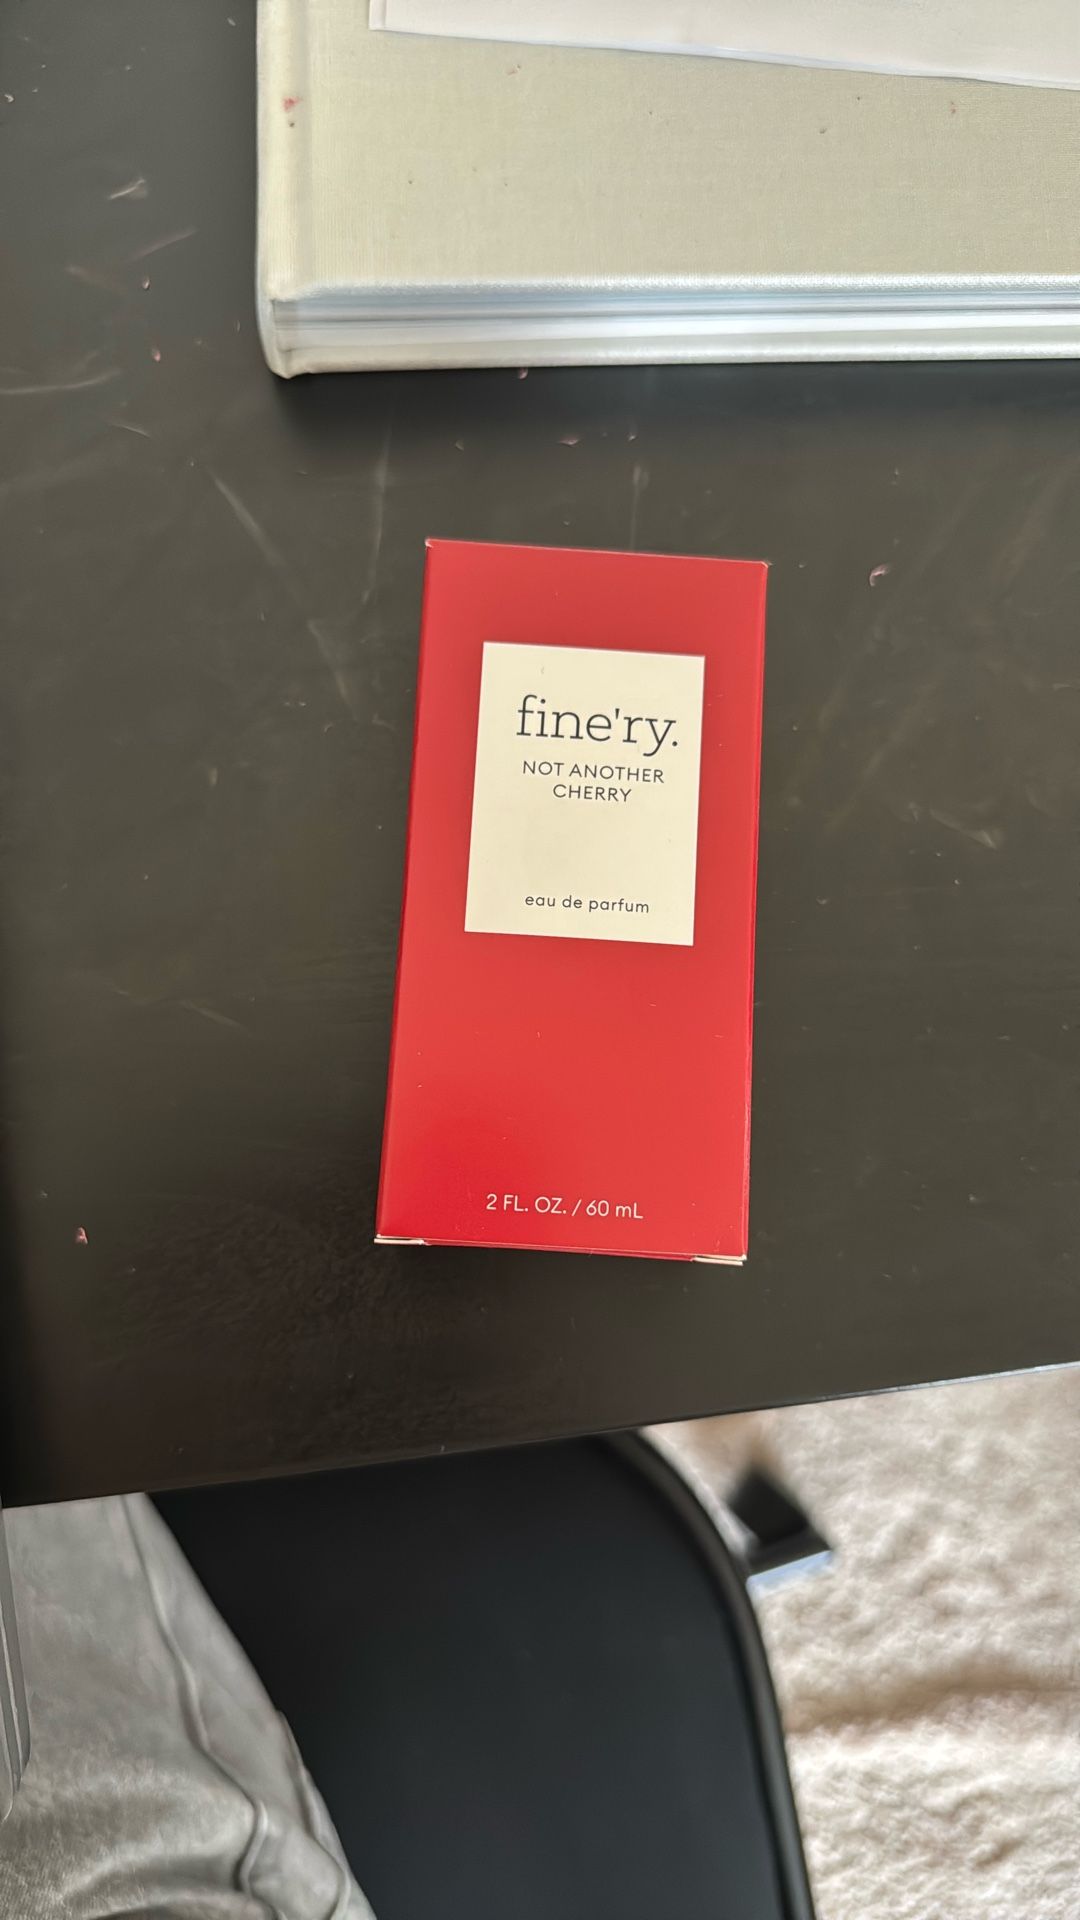 fine'ry.
NOT ANOTHER
CHERRY
eau de parfum
2 FL. OZ. / 60 mL